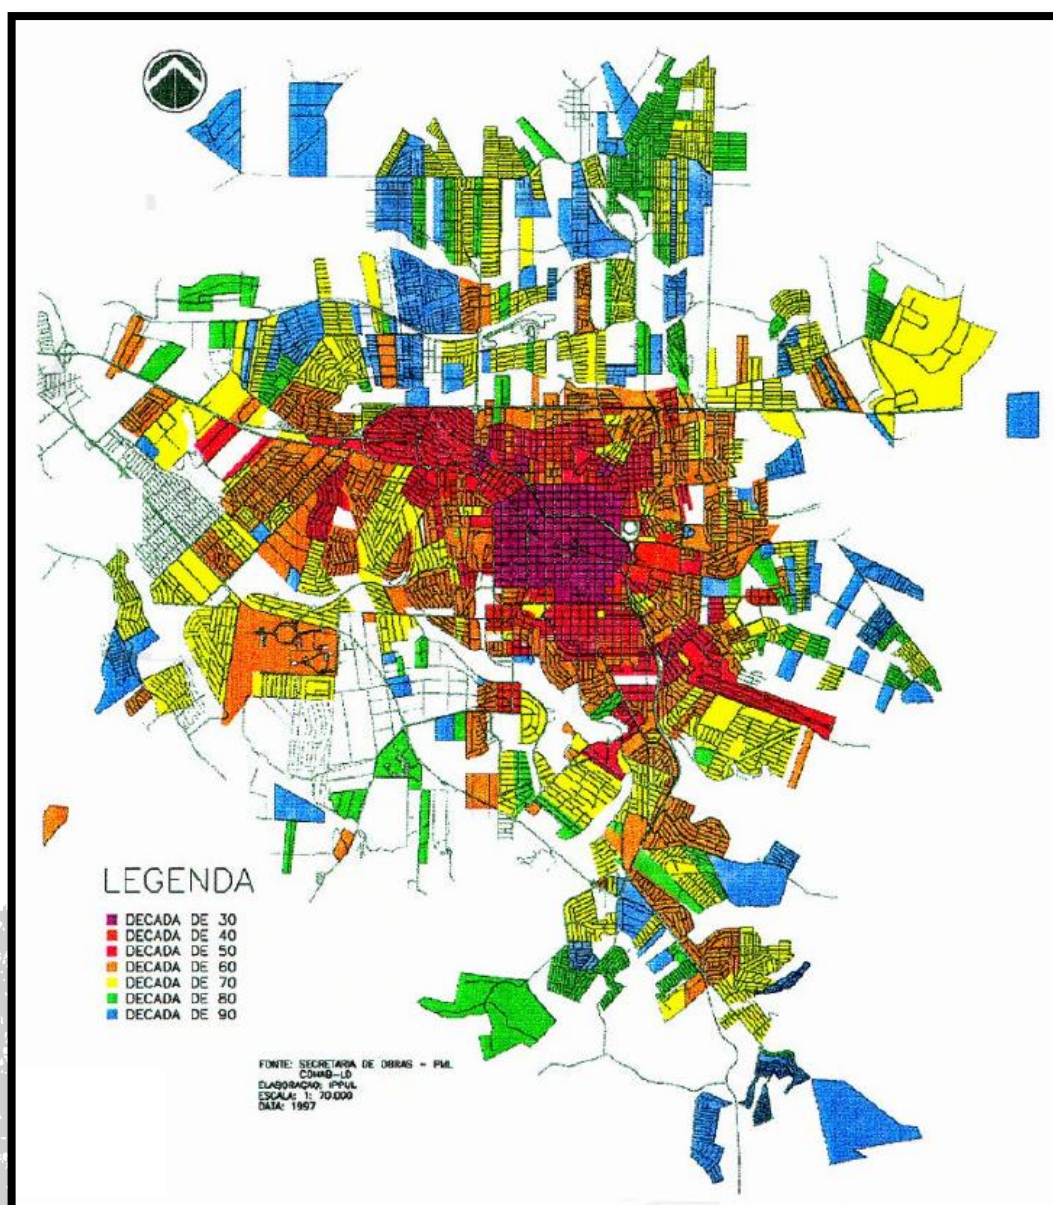 LEGENDA
DECADA DE 30
DECADA DE 40
DECADA DE 50
DECADA DE 60
DECADA DE 70
DECADA DE 80
DECADA DE 90
FONTE: SECRETARIA DE OBRAS - PML
COHAB-LD
ELABORAÇÃO: IPPUL
ESCALA: 1: 70.000
DATA: 1997